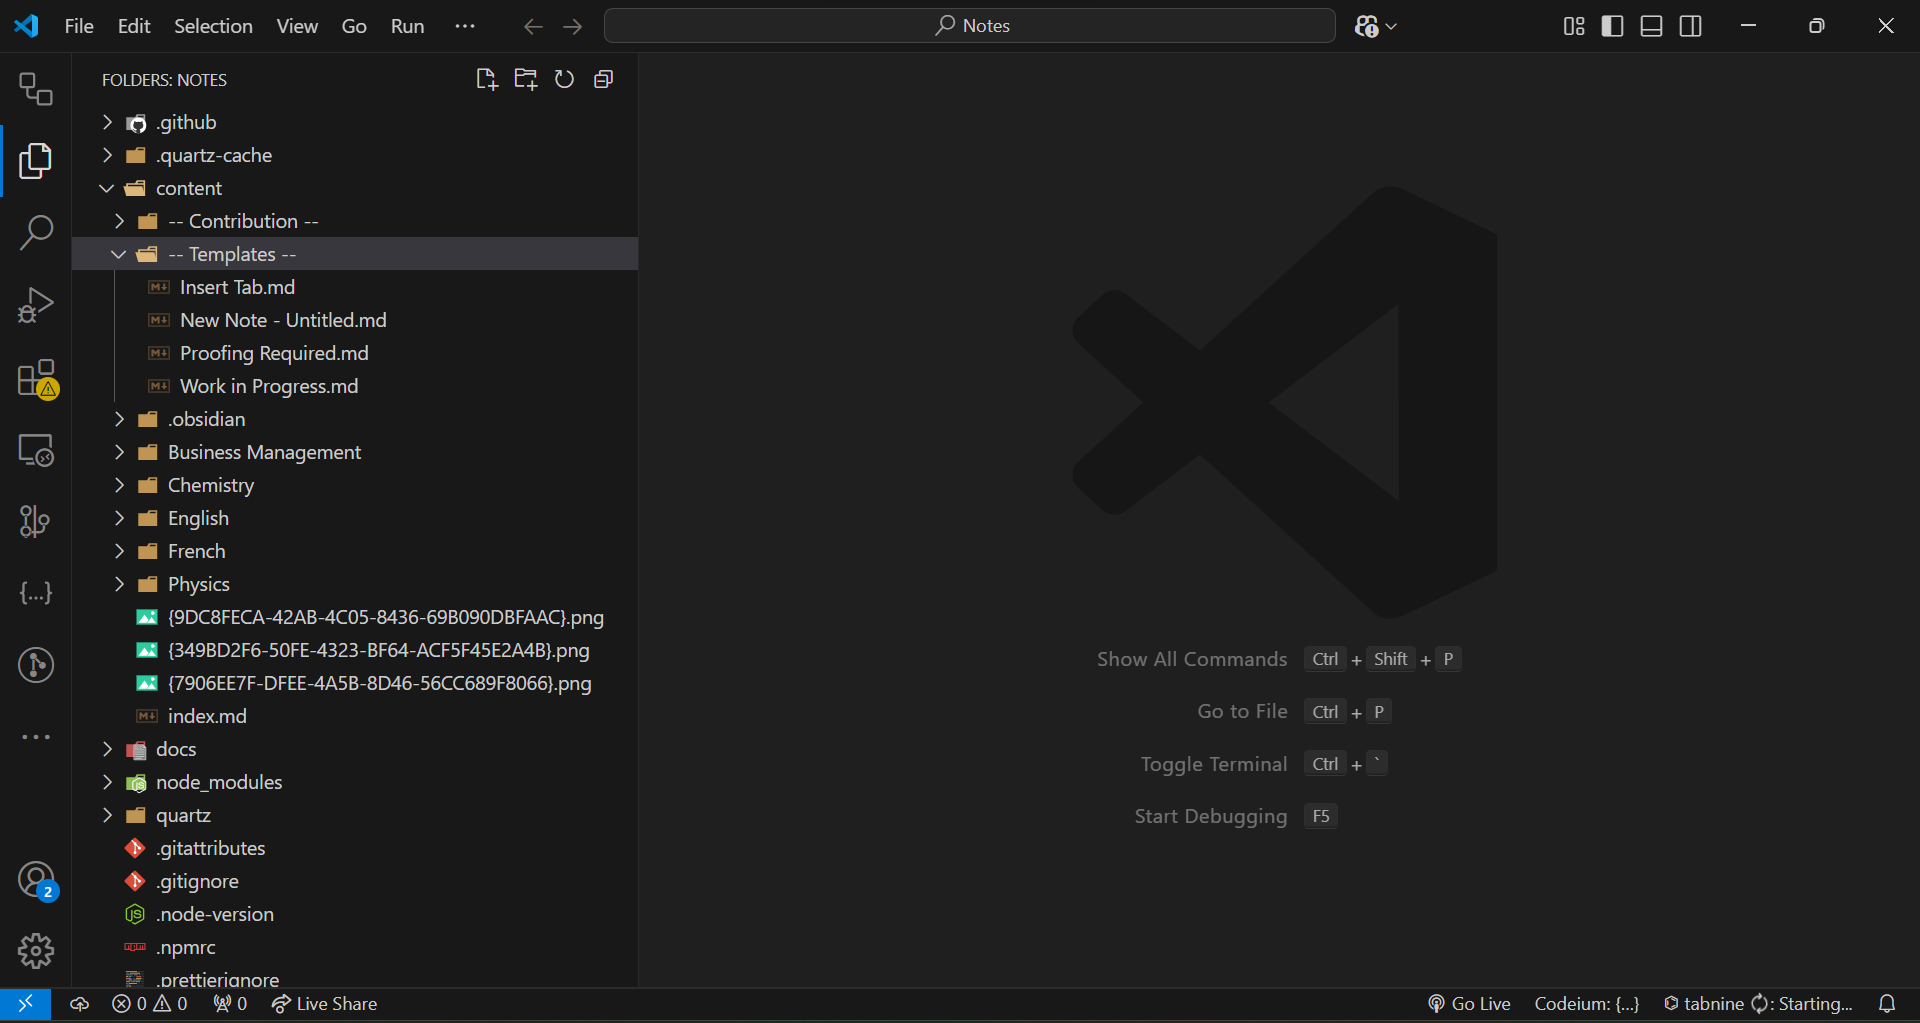 File Edit Selection View Go Run ···
Notes
FOLDERS: NOTES
.github
.quartz-cache
content
-- Contribution --
-- Templates --
Insert Tab.md
New Note - Untitled.md
Proofing Required.md
Work in Progress.md
.obsidian
Business Management
Chemistry
English
French
Physics
{9DC8FECA-42AB-4C05-8436-69B090DBFAAC}.png
{349BD2F6-50FE-4323-BF64-ACF5F45E2A4B}.png
{7906EE7F-DFEE-4A5B-8D46-56CC689F8066}.png
index.md
docs
node_modules
quartz
.gitattributes
.gitignore
.node-version
.npmrc
.prettierignore
2
Show All Commands Ctrl + Shift + P
Go to File Ctrl + P
Toggle Terminal Ctrl + `
Start Debugging F5
0 0 0 Live Share
Go Live Codeium: {...} tabnine : Starting...